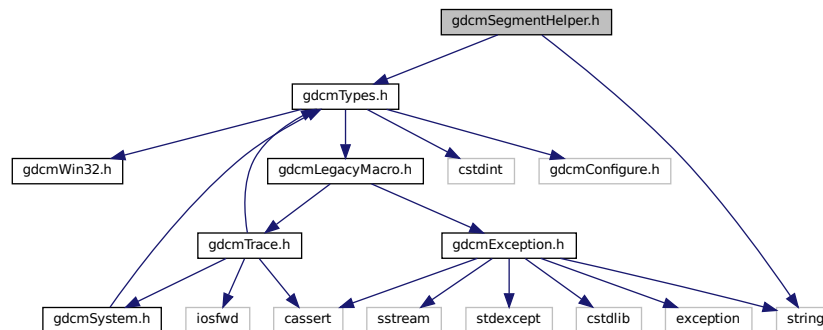 gdcmSegmentHelper.h
gdcmTypes.h
gdcmWin32.h
gdcmLegacyMacro.h
cstdint
gdcmConfigure.h
gdcmTrace.h
gdcmException.h
gdcmSystem.h
iosfwd
cassert
sstream
stdexcept
cstdlib
exception
string